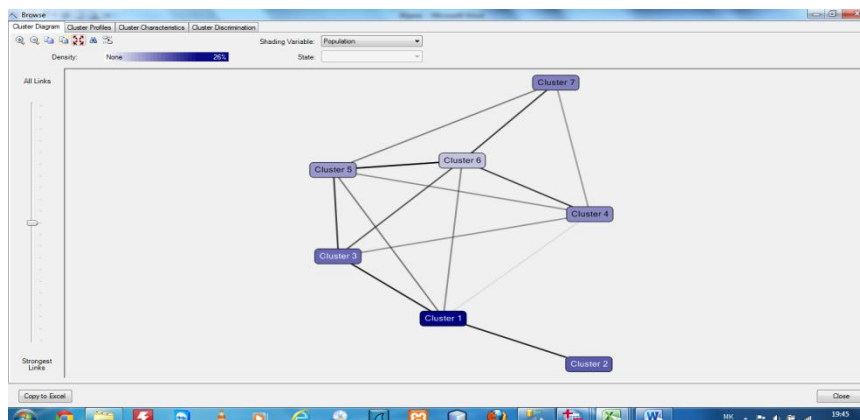 Browse
Cluster Diagram Cluster Profiles Cluster Characteristics Cluster Discrimination
Shading Variable: Population
Density: None 26% State:
All Links
Cluster 7
Cluster 6
Cluster 5
Cluster 4
Cluster 3
Cluster 1
Cluster 2
Strongest
Links
Copy to Excel Close
MK 19:45